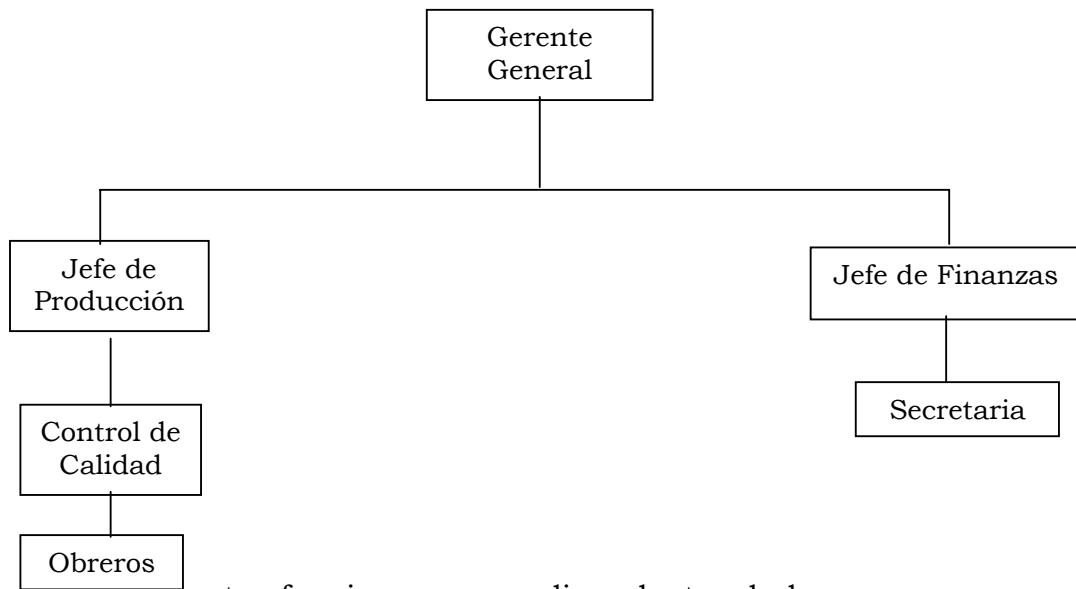 Gerente
General
Jefe de
Producción
Jefe de Finanzas
Secretaria
Control de
Calidad
Obreros